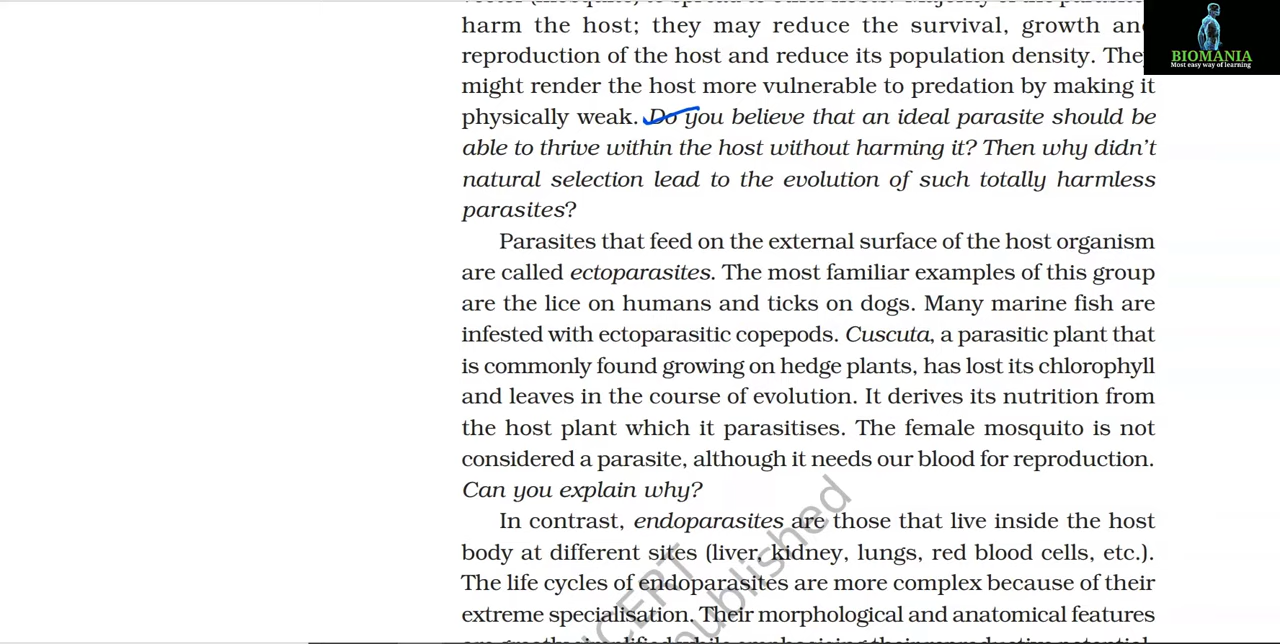 harm the host; they may reduce the survival, growth and
reproduction of the host and reduce its population density. They
might render the host more vulnerable to predation by making it
physically weak. Do you believe that an ideal parasite should be
able to thrive within the host without harming it? Then why didn't
natural selection lead to the evolution of such totally harmless
parasites?
Parasites that feed on the external surface of the host organism
are called ectoparasites. The most familiar examples of this group
are the lice on humans and ticks on dogs. Many marine fish are
infested with ectoparasitic copepods. Cuscuta, a parasitic plant that
is commonly found growing on hedge plants, has lost its chlorophyll
and leaves in the course of evolution. It derives its nutrition from
the host plant which it parasitises. The female mosquito is not
considered a parasite, although it needs our blood for reproduction.
Can you explain why?
In contrast, endoparasites are those that live inside the host
body at different sites (liver, kidney, lungs, red blood cells, etc.).
The life cycles of endoparasites are more complex because of their
extreme specialisation. Their morphological and anatomical features
BIOMANIA
Most easy way of learning
NCERT
published